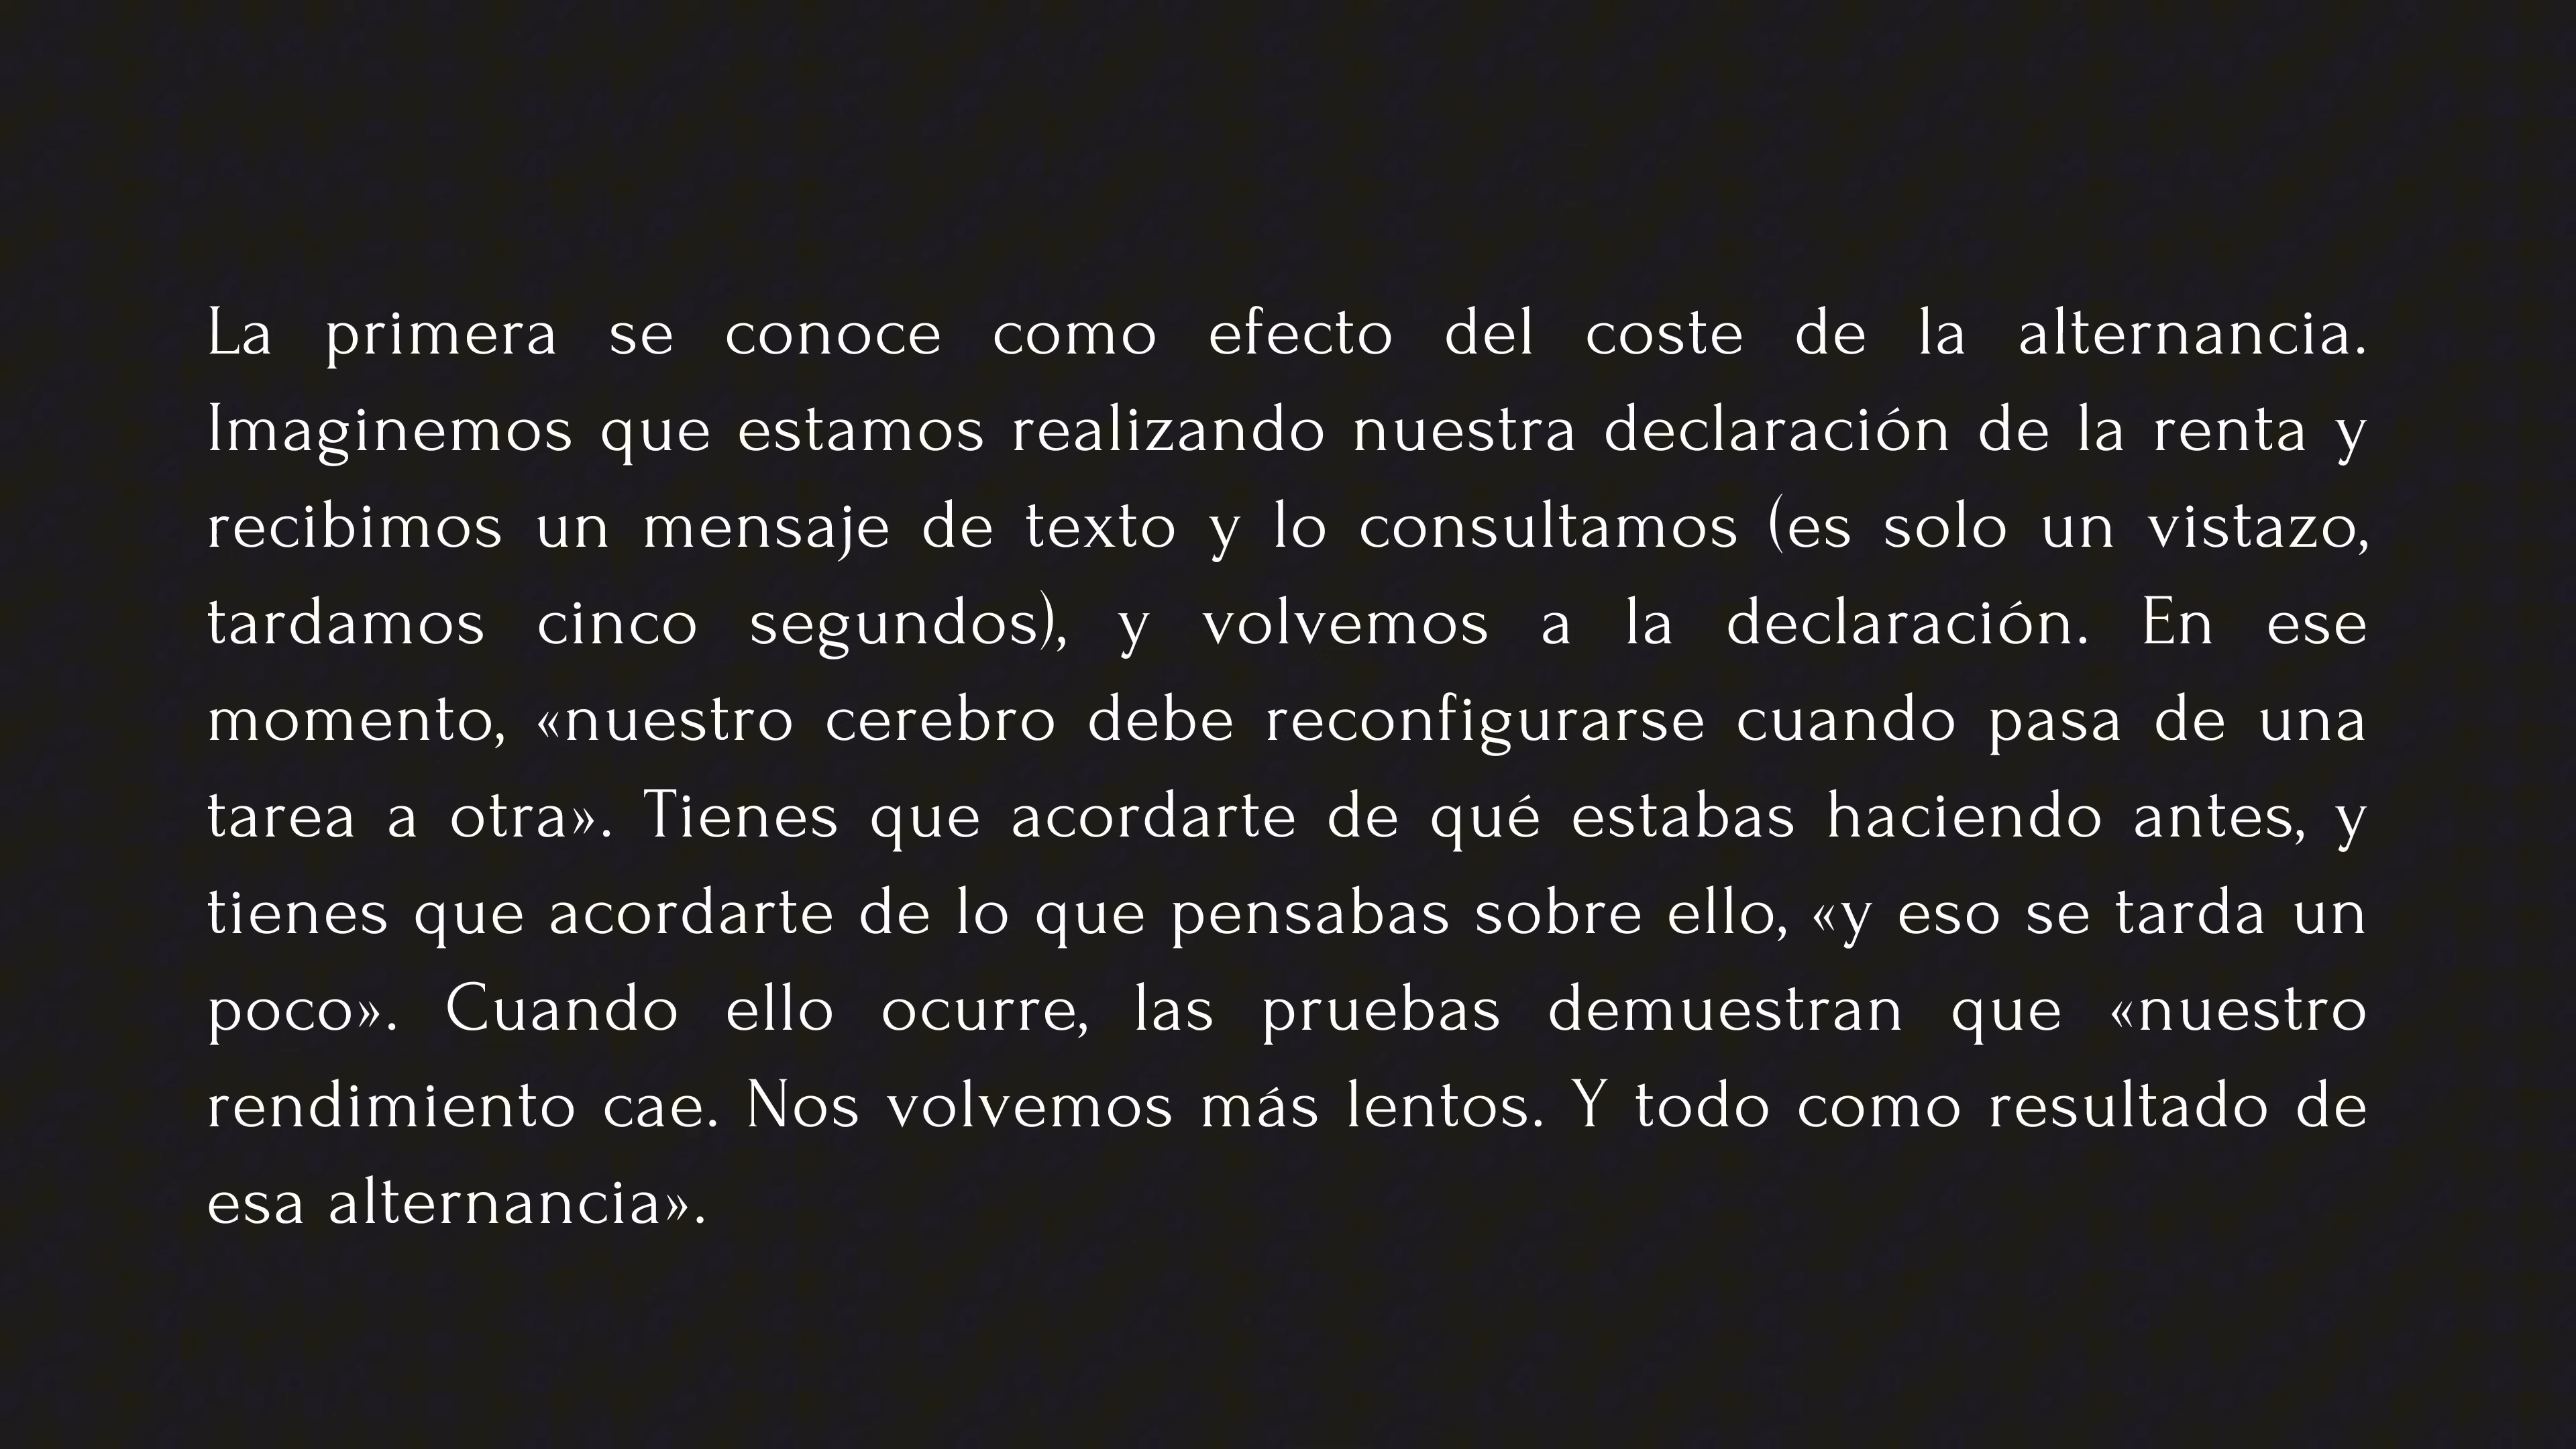 La primera se conoce como efecto del coste de la alternancia.
Imaginemos que estamos realizando nuestra declaración de la renta y
recibimos un mensaje de texto y lo consultamos (es solo un vistazo,
tardamos cinco segundos), y volvemos a la declaración. En ese
momento, «nuestro cerebro debe reconfigurarse cuando pasa de una
tarea a otra». Tienes que acordarte de qué estabas haciendo antes, y
tienes que acordarte de lo que pensabas sobre ello, «y eso se tarda un
poco». Cuando ello ocurre, las pruebas demuestran que «nuestro
rendimiento cae. Nos volvemos más lentos. Y todo como resultado de
esa alternancia».